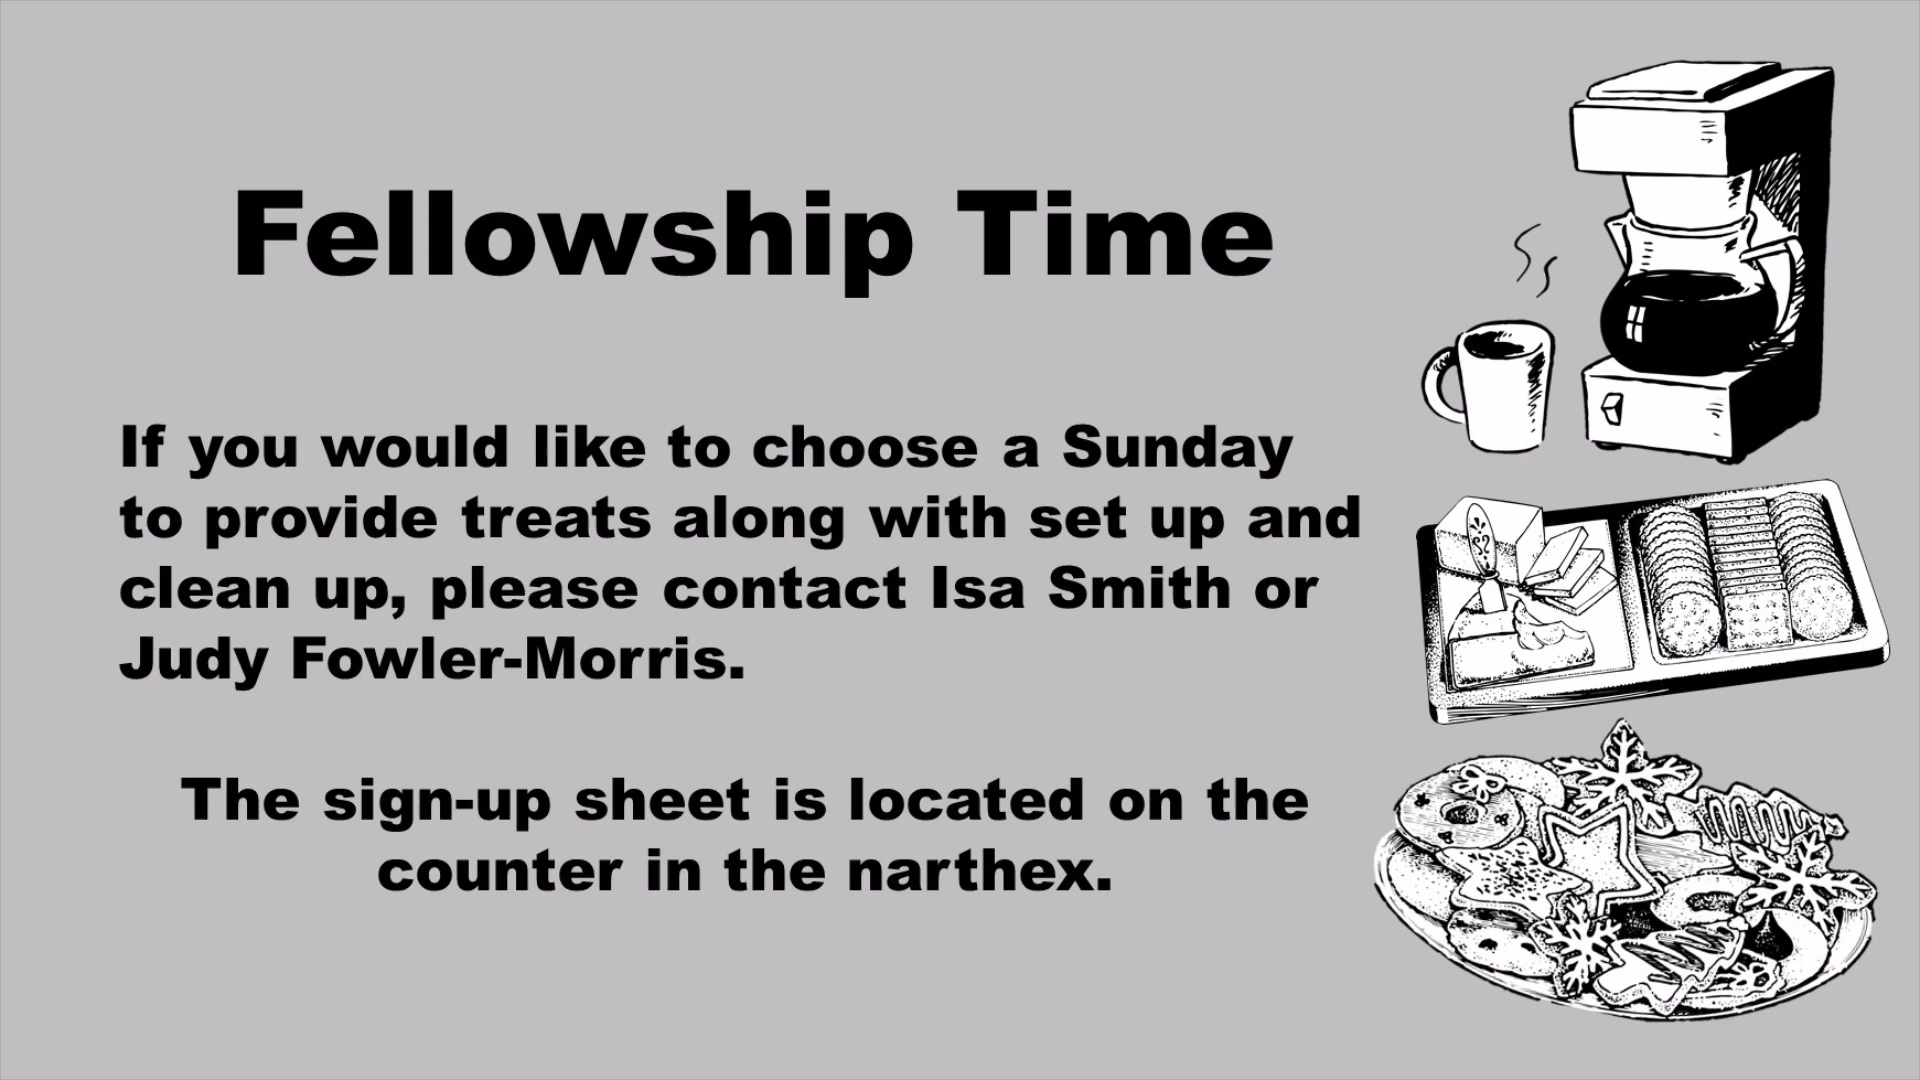 Fellowship Time
If you would like to choose a Sunday
to provide treats along with set up and
clean up, please contact Isa Smith or
Judy Fowler-Morris.
The sign-up sheet is located on the
counter in the narthex.